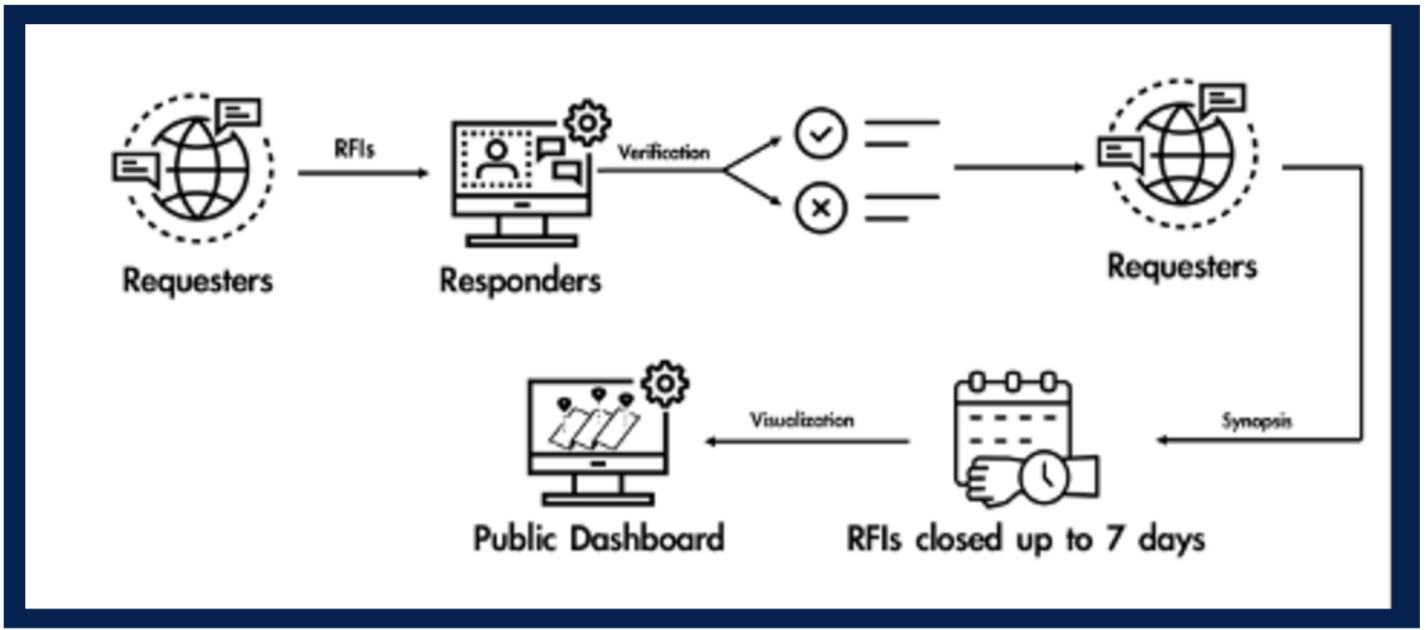 RFIs
Verification
Requesters
Responders
Requesters
Synopsis
Visualization
Public Dashboard
RFIs closed up to 7 days